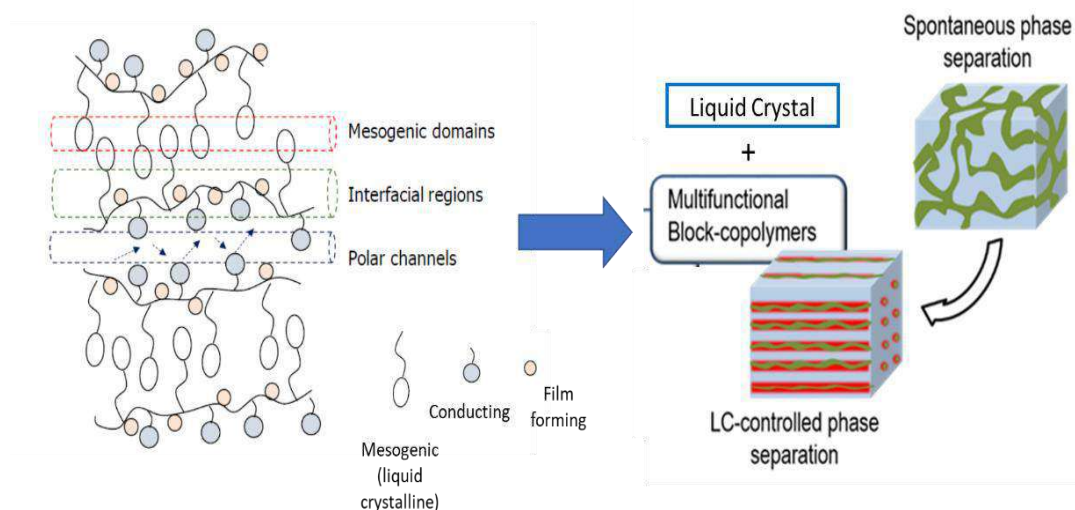 Mesogenic domains
Interfacial regions
Polar channels
Conducting
Film
forming
Mesogenic
(liquid
crystalline)
Liquid Crystal
+
Multifunctional
Block-copolymers
Spontaneous phase
separation
LC-controlled phase
separation